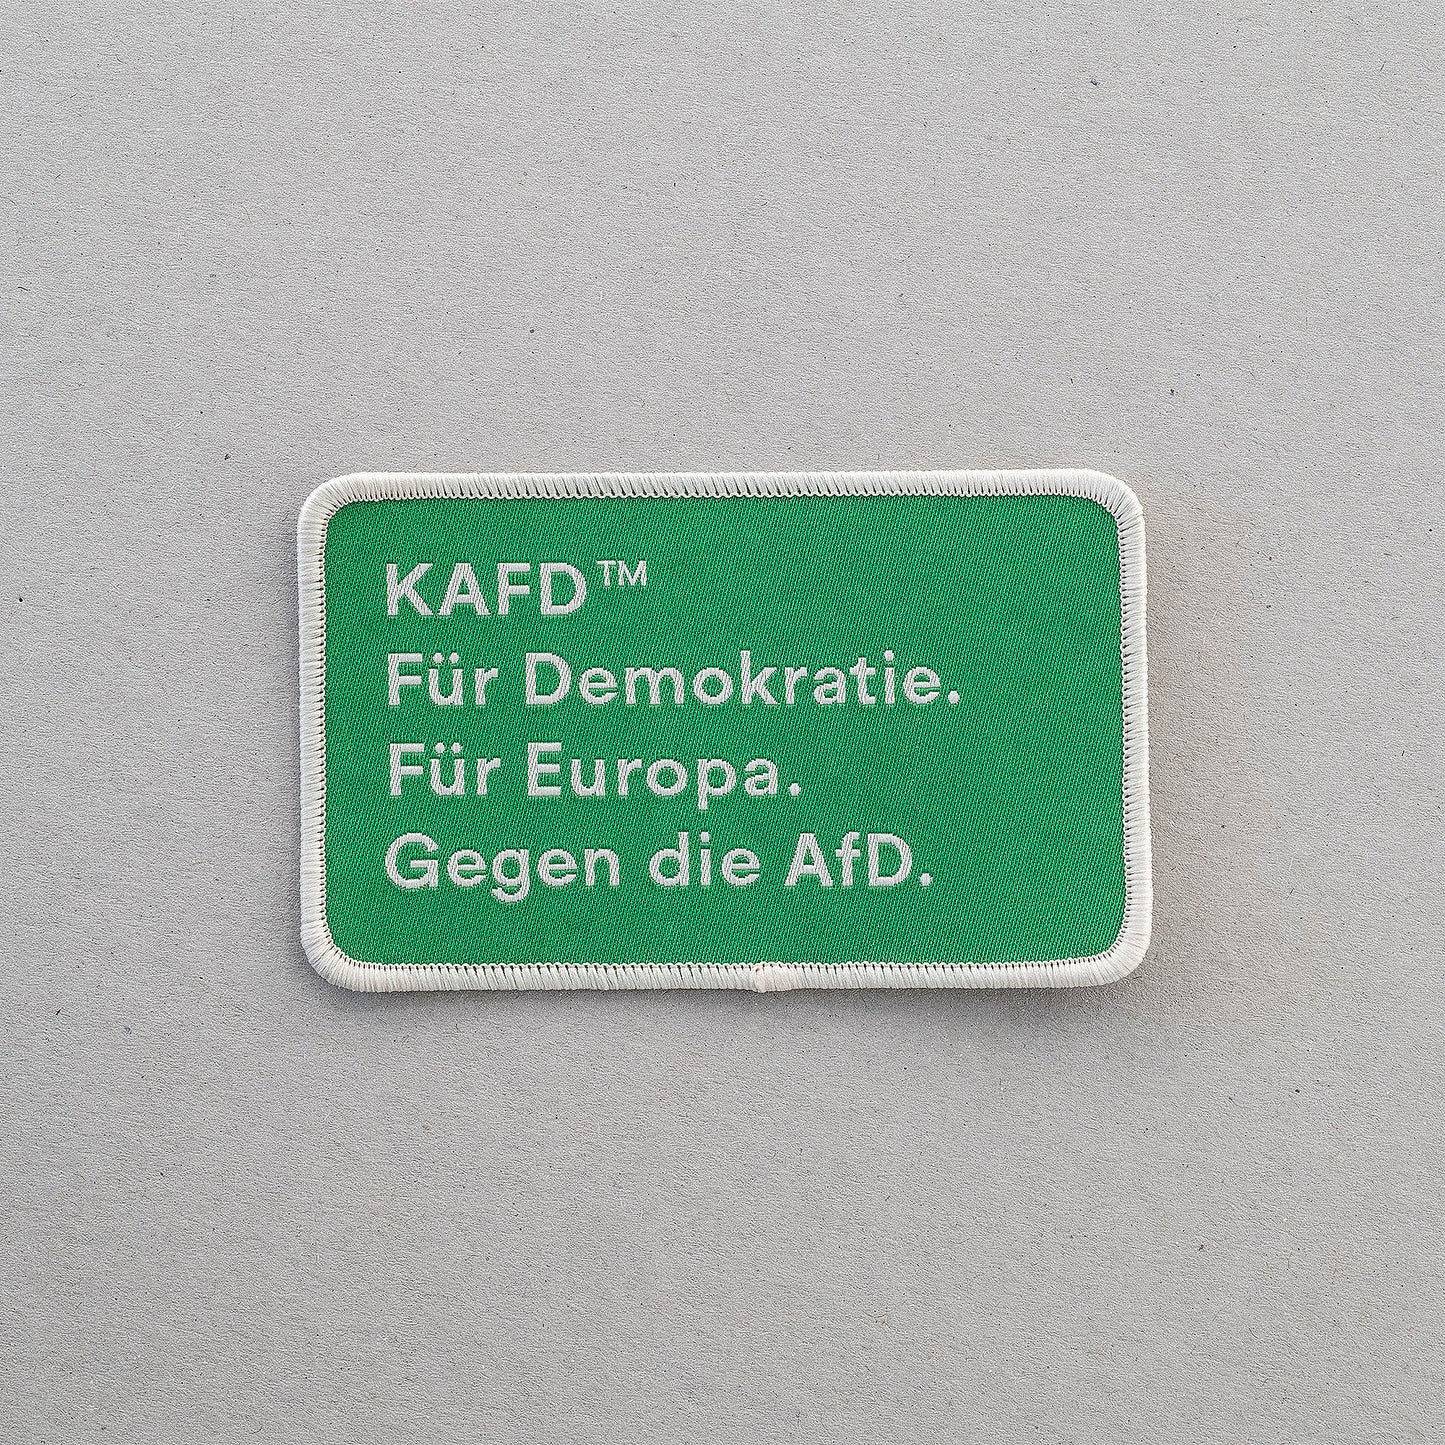 KAFD™
Für Demokratie.
Für Europa.
Gegen die AfD.